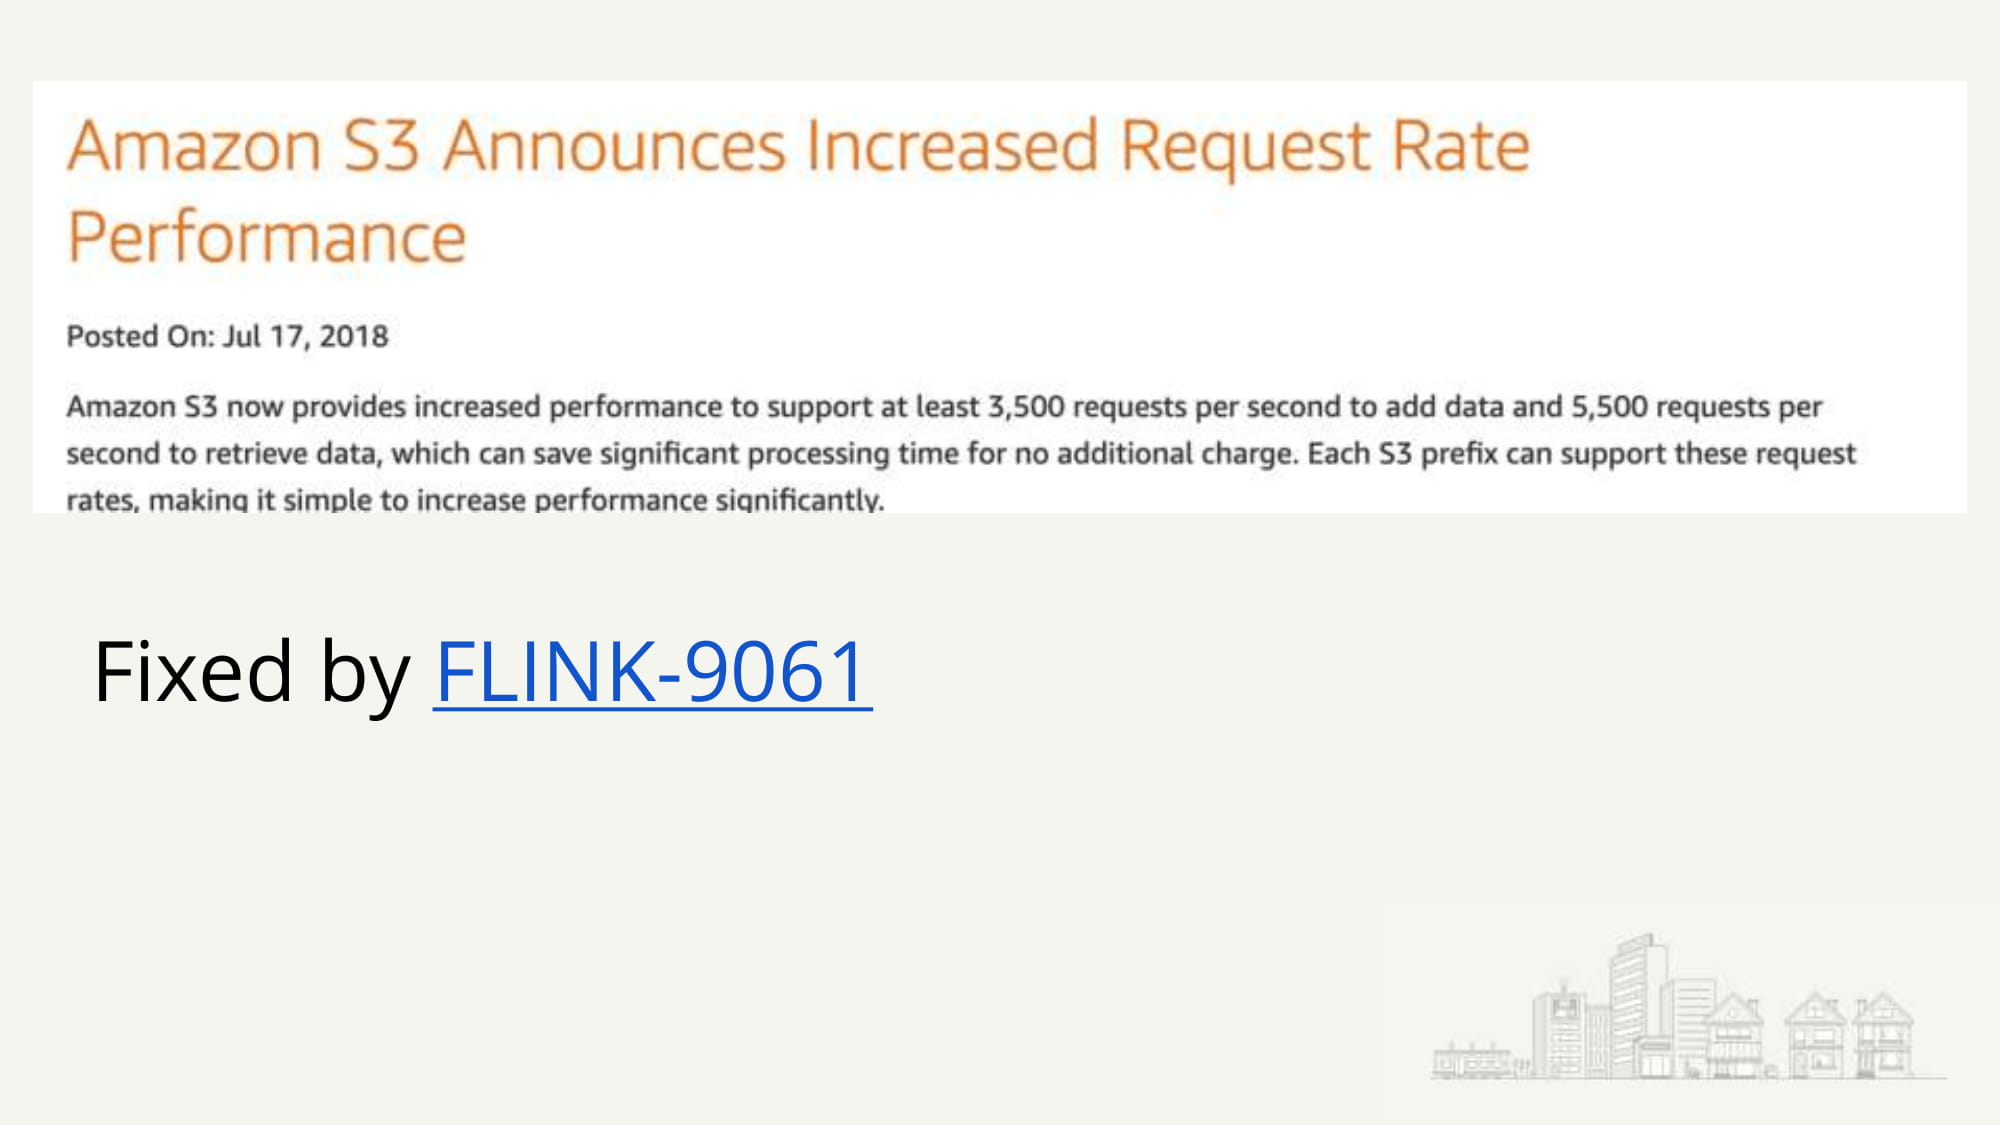 Amazon S3 Announces Increased Request Rate
Performance
Posted On: Jul 17, 2018
Amazon S3 now provides increased performance to support at least 3,500 requests per second to add data and 5,500 requests per
second to retrieve data, which can save significant processing time for no additional charge. Each S3 prefix can support these request
rates, making it simple to increase performance significantly.
Fixed by FLINK-9061